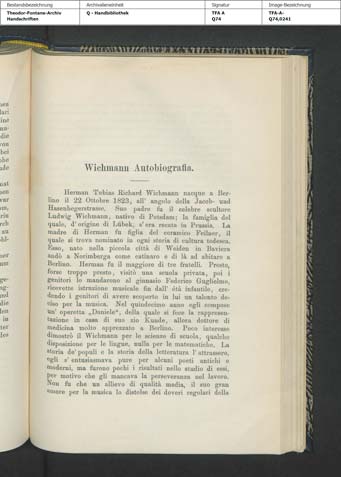 Bestandsbezeichnung Archivalieneinheit Signatur Image-Bezeichnung
Theodor-Fontane-Archiv Q - Handbibliothek TFA A TFA-A-
Handschriften Q74 Q74,0241
Wichmann Autobiografia.
Herman Tobias Richard Wichmann nacque a Ber-
lino il 22 Ottobre 1823, all' angolo della Jacob- und
Hasenhegerstrasse. Suo padre fu il celebre scultore
Ludwig Wichmann, nativo di Potsdam; la famiglia del
quale, d'origine di Lübek, s'era recata in Prussia. La
madre di Herman fu figlia del ceramico Feilner, il
quale si trova nominato in ogni storia di cultura tedesca.
Esso, nato nella piccola città di Weiden in Baviera
andò a Norimberga come catinaro e di là ad abitare a
Berlino. Herman fu il maggiore di tre fratelli. Presto,
forse troppo presto, visitò una scuola privata, poi i
genitori lo mandarono al ginnasio Federico Guglielmo,
ricevette istruzione musicale fin dall' età infantile, cre-
dendo i genitori di avere scoperto in lui un talento de-
ciso per la musica. Nel quindicesimo anno egli compose
un' operetta „Daniele“, della quale si fece la rappresen-
tazione in casa di suo zio Kunde, allora dottore di
medicina molto apprezzato a Berlino. Poco interesse
dimostrò il Wichmann per le scienze di scuola, qualche
disposizione per le lingue, nulla per le matematiche. La
storia de' popoli e la storia della letteratura l'attrassero,
egli s'entusiasmava pure per alcuni poeti antichi e
moderni, ma furono pochi i risultati nello studio di essi,
per motivo che gli mancava la perseveranza nel lavoro.
Non fu che un allievo di qualità media, il suo gran
amore per la musica lo distolse dei doveri regolari della